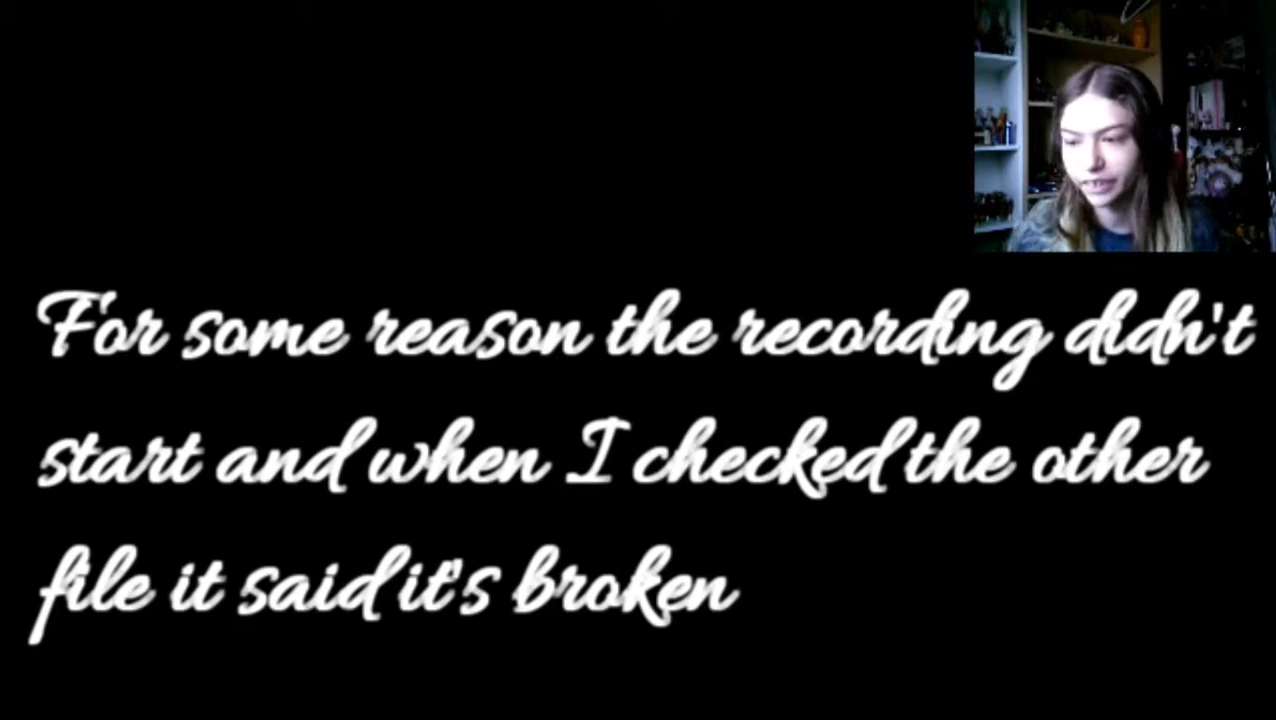 For some reason the recording didn't
start and when I checked the other
file it said it's broken